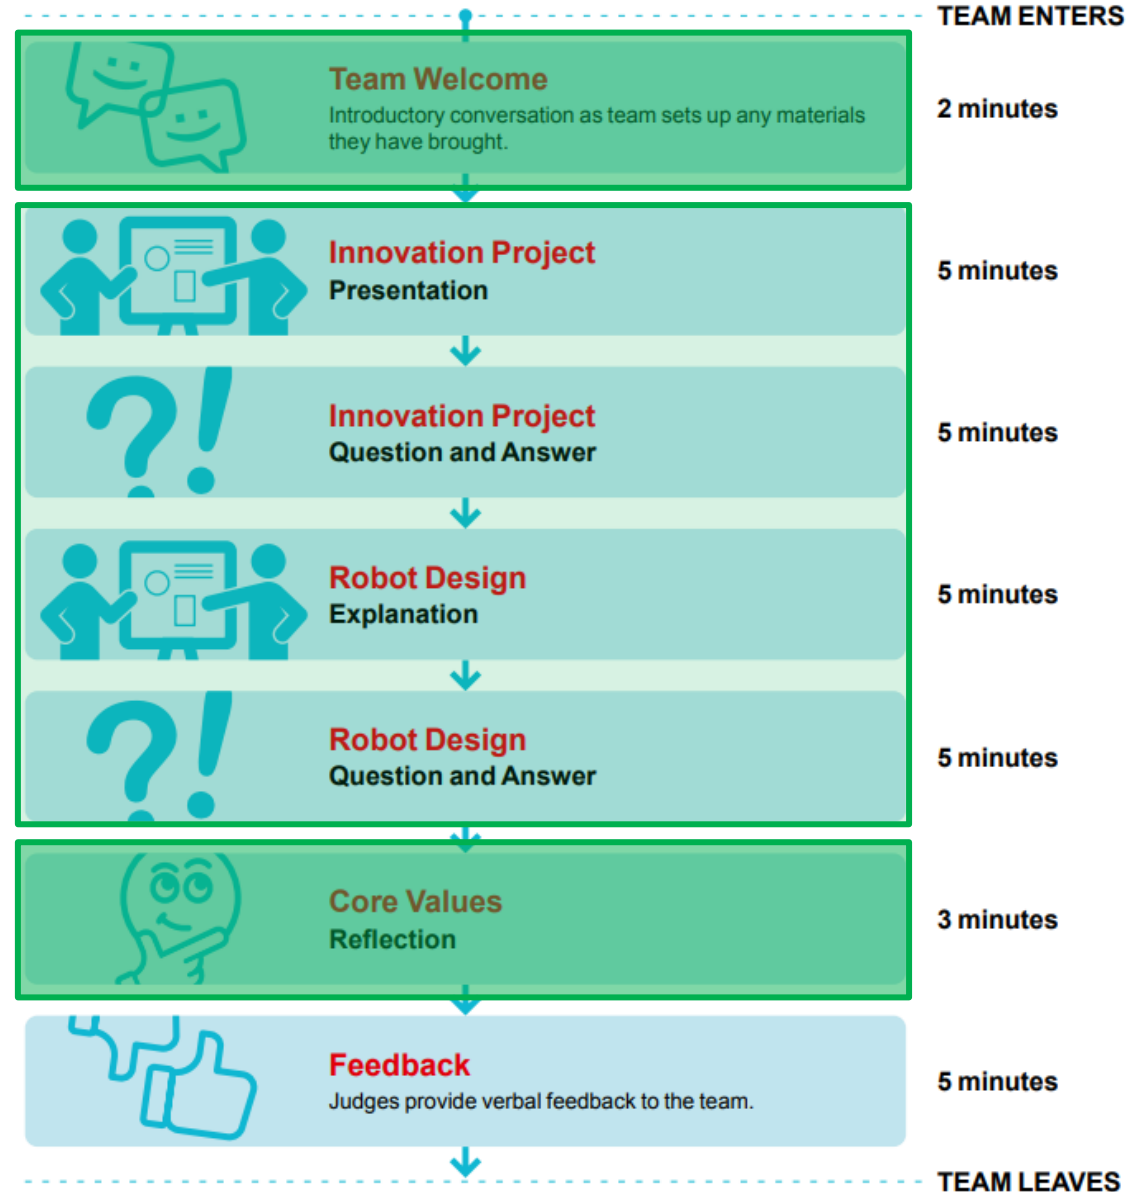 TEAM ENTERS
Team Welcome
Introductory conversation as team sets up any materials
they have brought.
2 minutes
Innovation Project
Presentation
5 minutes
Innovation Project
Question and Answer
5 minutes
Robot Design
Explanation
5 minutes
Robot Design
Question and Answer
5 minutes
Core Values
Reflection
3 minutes
Feedback
Judges provide verbal feedback to the team.
5 minutes
TEAM LEAVES